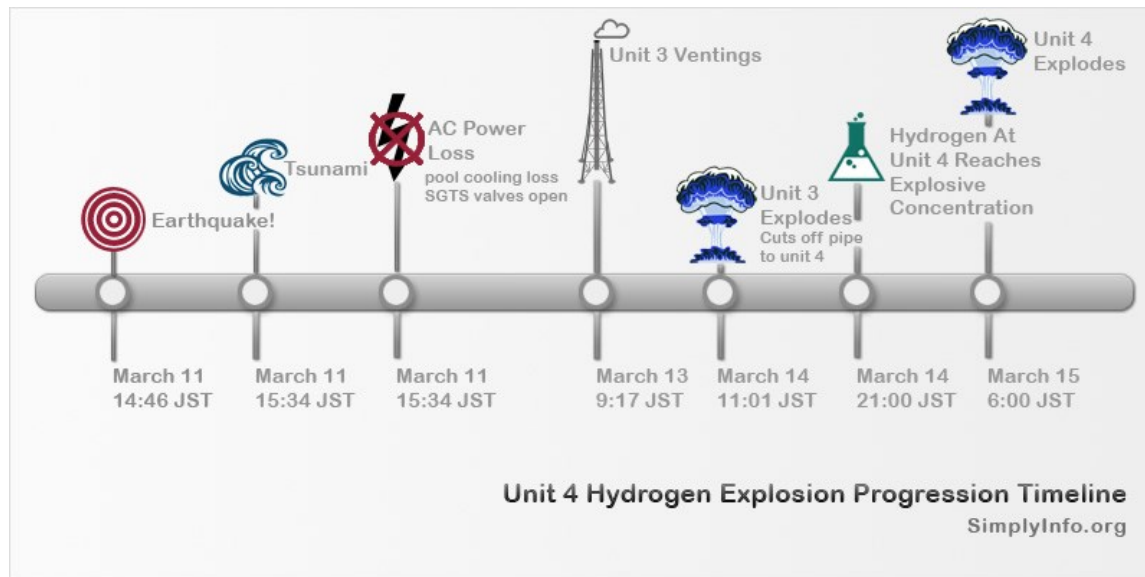 Earthquake!
March 11
14:46 JST
Tsunami
March 11
15:34 JST
AC Power
Loss
pool cooling loss
SGTS valves open
March 11
15:34 JST
Unit 3 Ventings
March 13
9:17 JST
Unit 3
Explodes
Cuts off pipe
to unit 4
March 14
11:01 JST
Hydrogen At
Unit 4 Reaches
Explosive
Concentration
March 14
21:00 JST
Unit 4
Explodes
March 15
6:00 JST
Unit 4 Hydrogen Explosion Progression Timeline
SimplyInfo.org